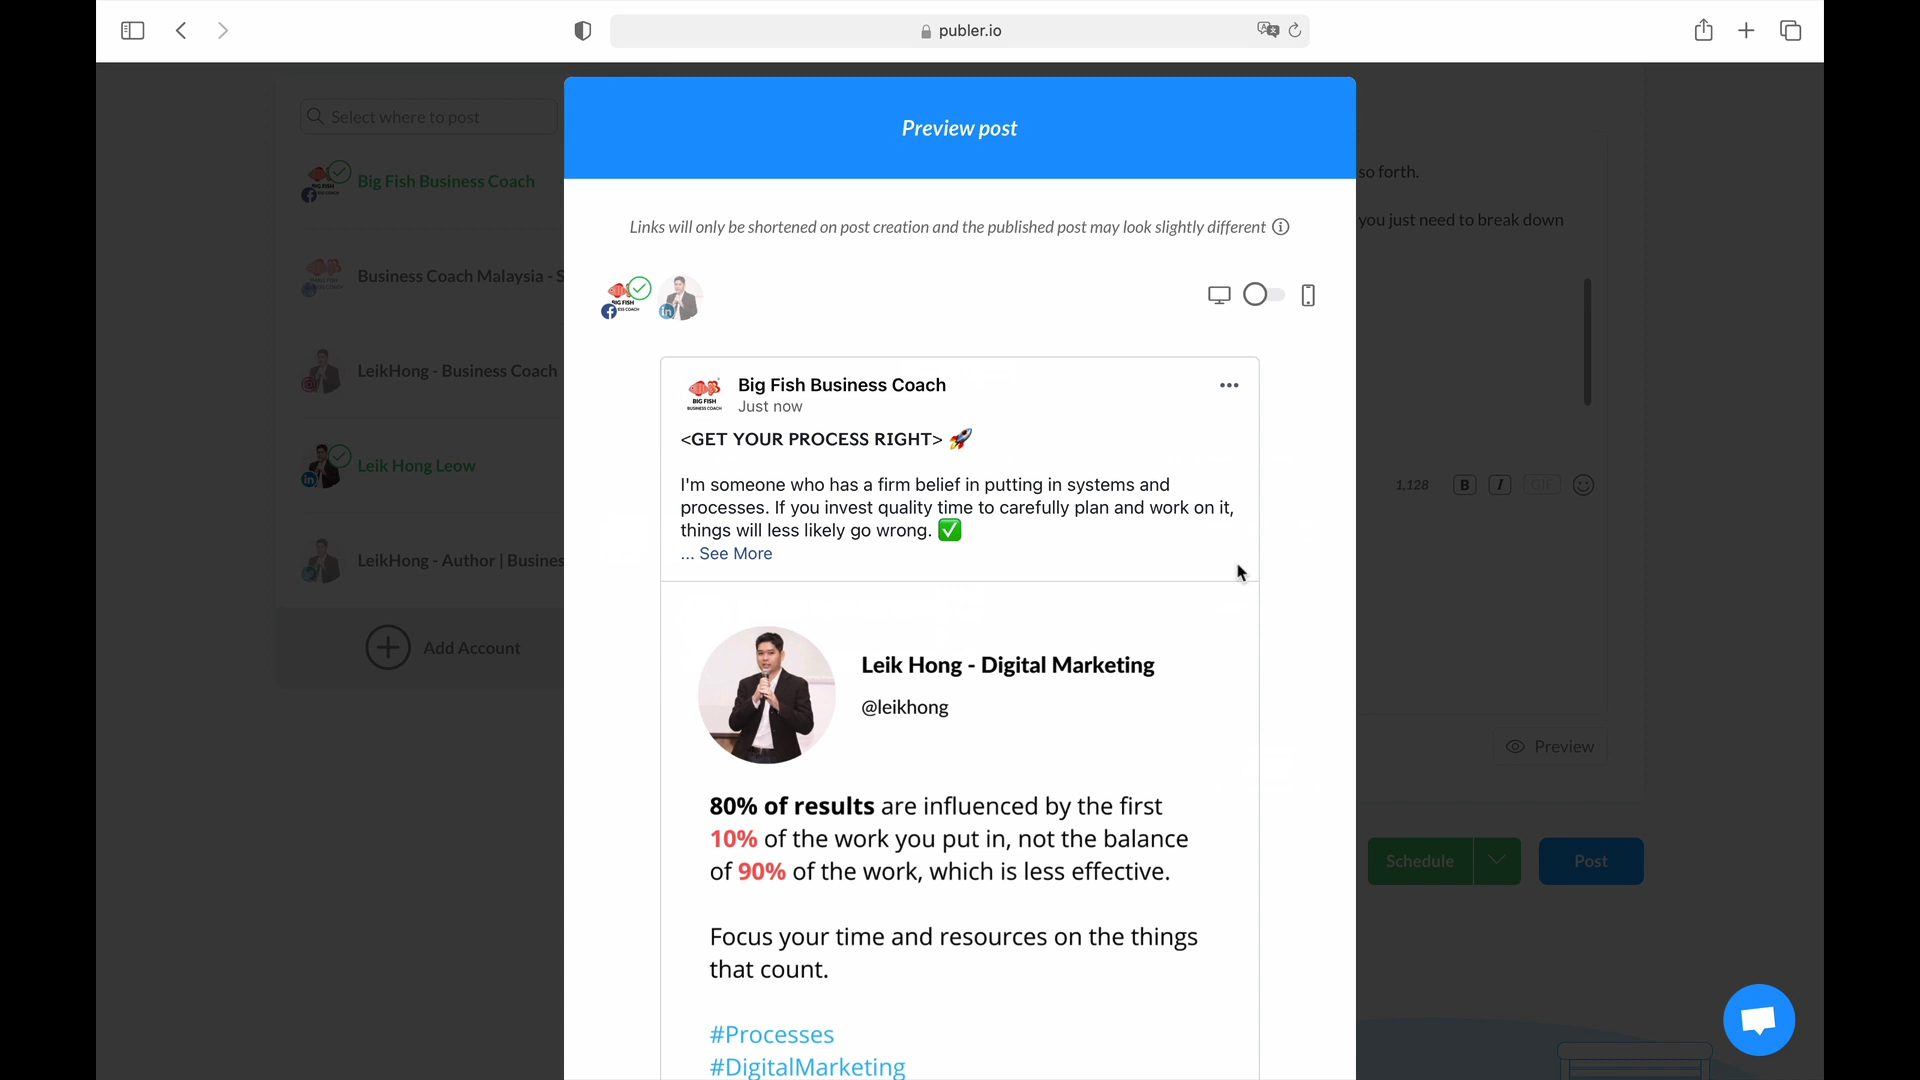 publer.io
Select where to post
Big Fish Business Coach
Business Coach Malaysia - S
LeikHong - Business Coach
Leik Hong Leow
LeikHong - Author | Busines
Add Account
Preview post
Links will only be shortened on post creation and the published post may look slightly different
Big Fish Business Coach
Just now
BIG FISH
BUSINESS COACH
<GET YOUR PROCESS RIGHT> 🚀
I'm someone who has a firm belief in putting in systems and
processes. If you invest quality time to carefully plan and work on it,
things will less likely go wrong. ✅
... See More
Leik Hong - Digital Marketing
@leikhong
80% of results are influenced by the first
10% of the work you put in, not the balance
of 90% of the work, which is less effective.
Focus your time and resources on the things
that count.
#Processes
#DigitalMarketing
so forth.
you just need to break down
1,128
B
I
GIF
Preview
Schedule
Post